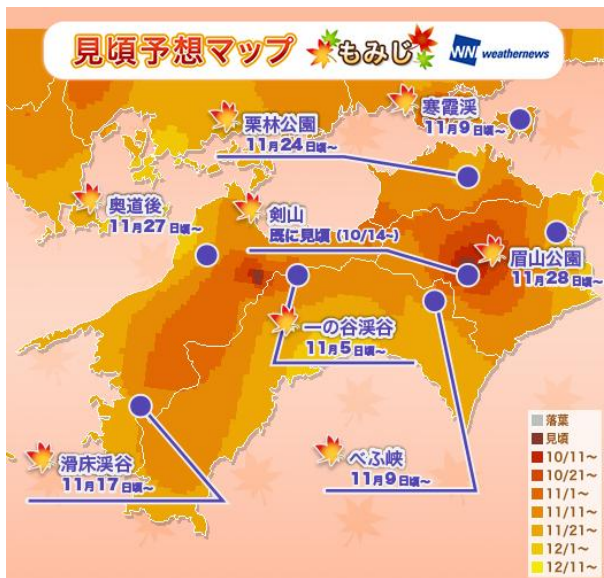 見頃予想マップ もみじ WNI weathernews
寒霞渓
11月9日頃~
栗林公園
11月24日頃~
奥道後
11月27日頃~
剣山
既に見頃 (10/14~)
眉山公園
11月28日頃~
一の谷渓谷
11月5日頃~
滑床渓谷
11月17日頃~
べふ峡
11月9日頃~
落葉
見頃
10/11~
10/21~
11/1~
11/11~
11/21~
12/1~
12/11~